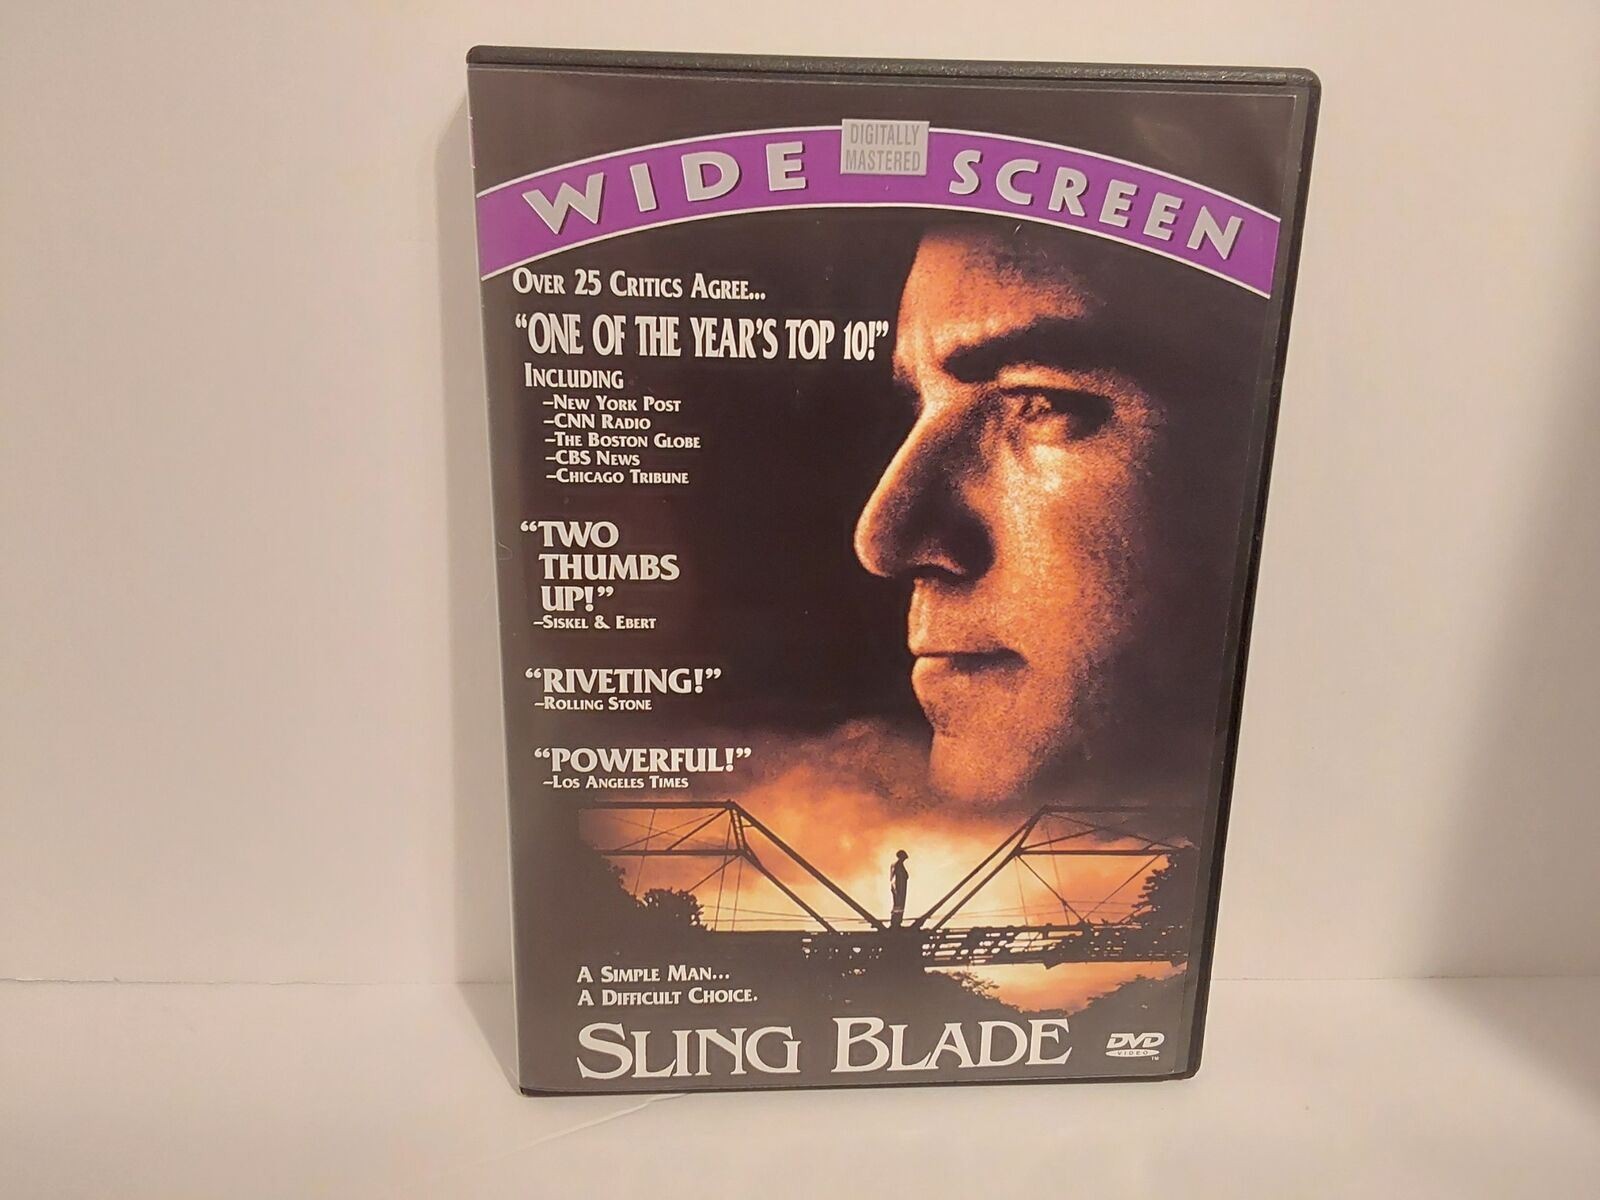 WIDE DIGITALLY MASTERED SCREEN
OVER 25 CRITICS AGREE...
"ONE OF THE YEAR'S TOP 10!"
INCLUDING
–NEW YORK POST
–CNN RADIO
–THE BOSTON GLOBE
–CBS NEWS
–CHICAGO TRIBUNE
"TWO
THUMBS
UP!"
–SISKEL & EBERT
"RIVETING!"
–ROLLING STONE
"POWERFUL!"
–LOS ANGELES TIMES
A SIMPLE MAN...
A DIFFICULT CHOICE.
SLING BLADE
DVD
VIDEO
TM